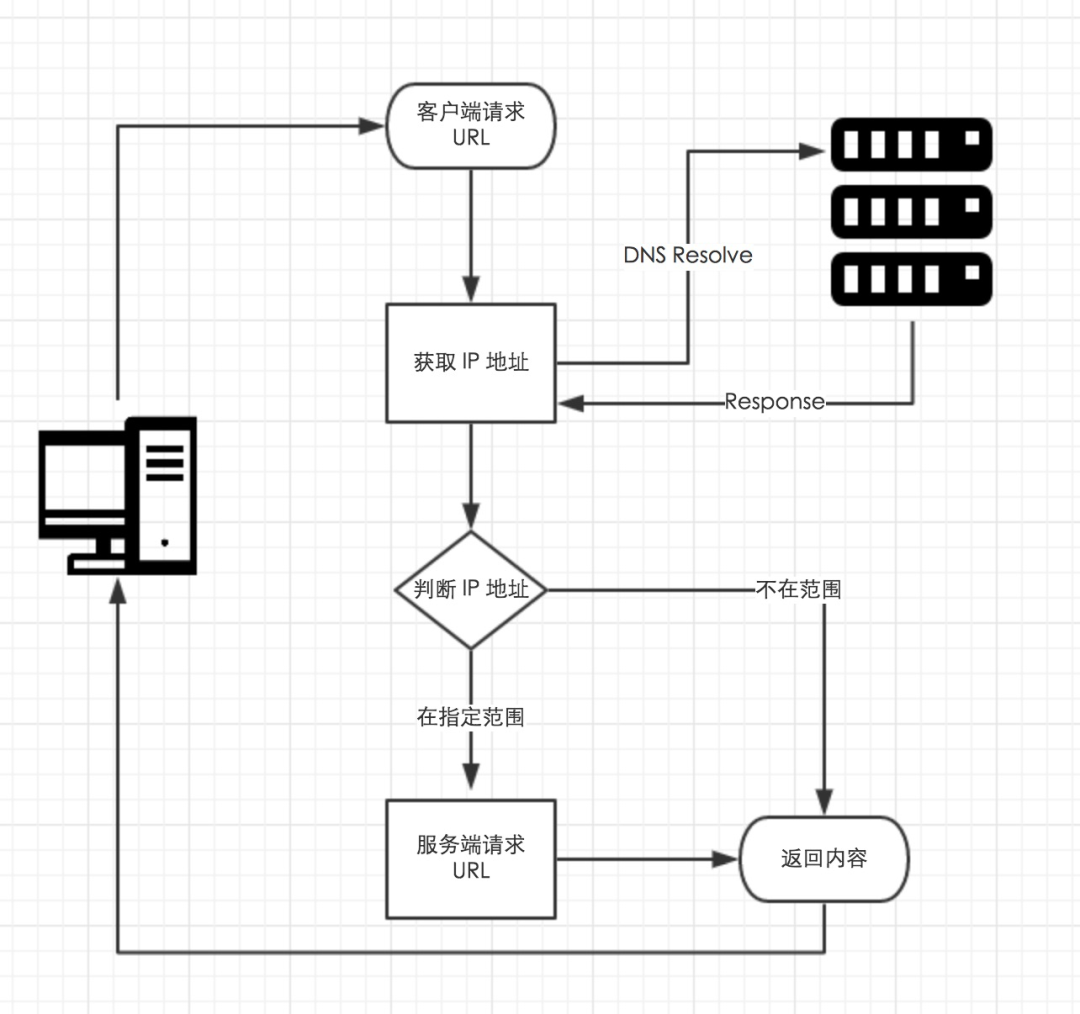 客户端请求
URL
DNS Resolve
获取 IP 地址
Response
判断 IP 地址
不在范围
在指定范围
服务端请求
URL
返回内容